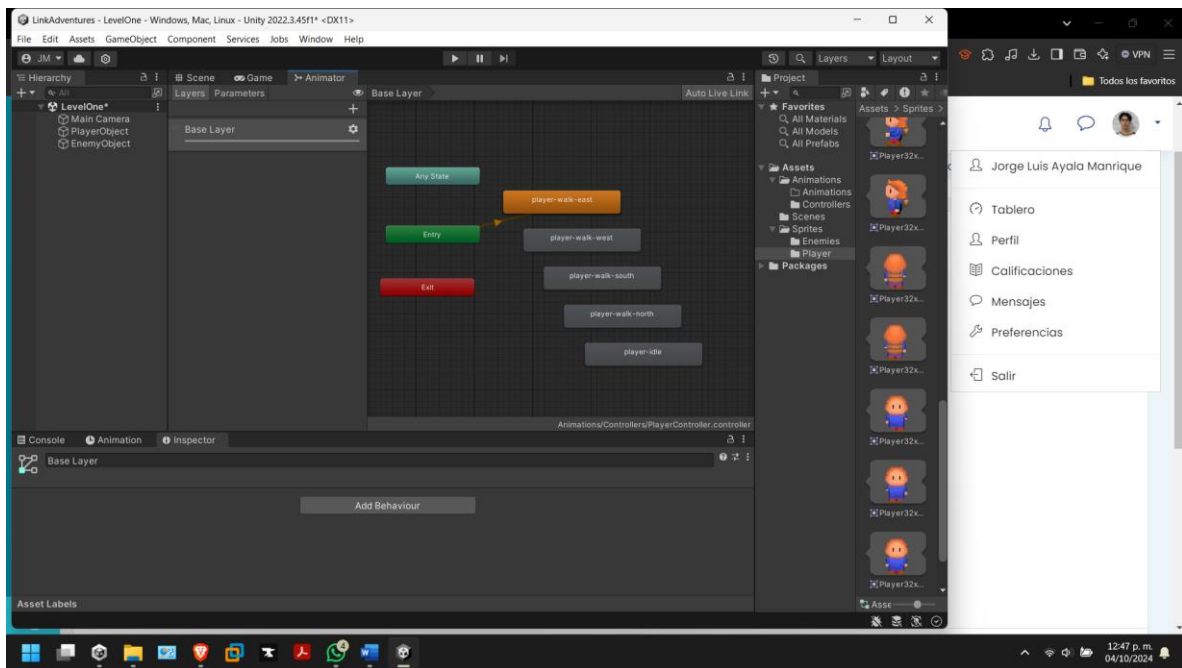 LinkAdventures - LevelOne - Windows, Mac, Linux - Unity 2022.3.45f1* <DX11>
File Edit Assets GameObject Component Services Jobs Window Help
JM
Layers
Layout
VPN
Todos los favoritos
Hierarchy
Scene
Game
Animator
Project
All
Layers
Parameters
Base Layer
Auto Live Link
LevelOne*
Main Camera
PlayerObject
EnemyObject
Base Layer
Any State
Entry
Exit
player-walk-east
player-walk-west
player-walk-south
player-walk-north
player-idle
Animations/Controllers/PlayerController.controller
Favorites
All Materials
All Models
All Prefabs
Assets
Animations
Animations
Controllers
Scenes
Sprites
Enemies
Player
Packages
Assets > Sprites >
Player32x...
Player32x...
Player32x...
Player32x...
Player32x...
Player32x...
Player32x...
Asse
Jorge Luis Ayala Manrique
Tablero
Perfil
Calificaciones
Mensajes
Preferencias
Salir
Console
Animation
Inspector
Base Layer
Add Behaviour
Asset Labels
4
12:47 p. m.
04/10/2024